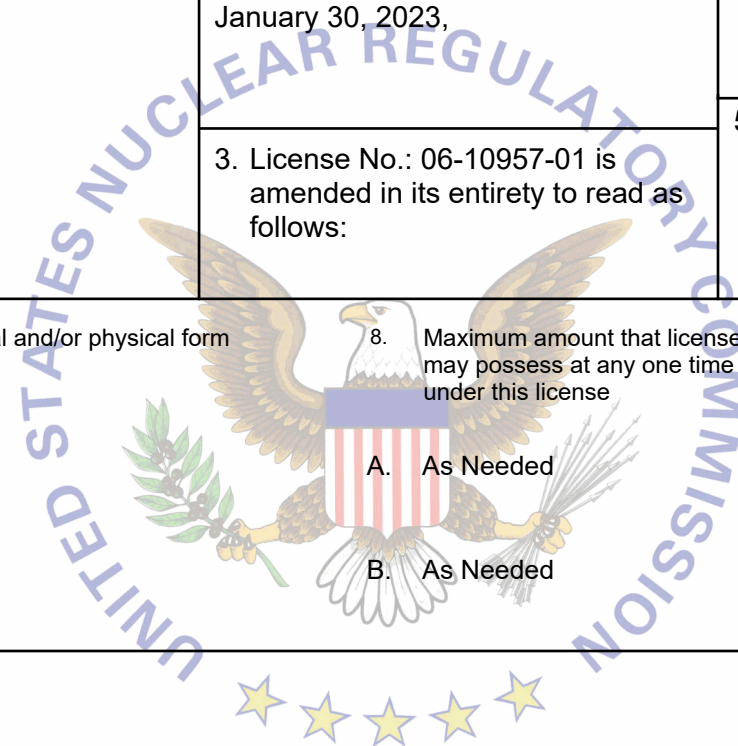 January 30, 2023,
3. License No.: 06-10957-01 is
amended in its entirety to read as
follows:
and/or physical form
8. Maximum amount that license
may possess at any one time
under this license
A. As Needed
B. As Needed
UNITED STATES NUCLEAR REGULATORY COMMISSION